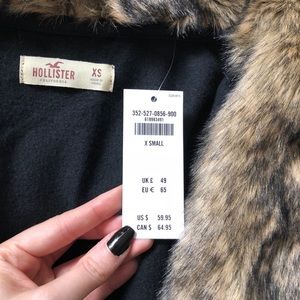 HOLLISTER
CALIFORNIA
XS
352-527-0856-900
X SMALL
UK £ 49
EU € 65
US $ 59.95
CAN $ 64.95